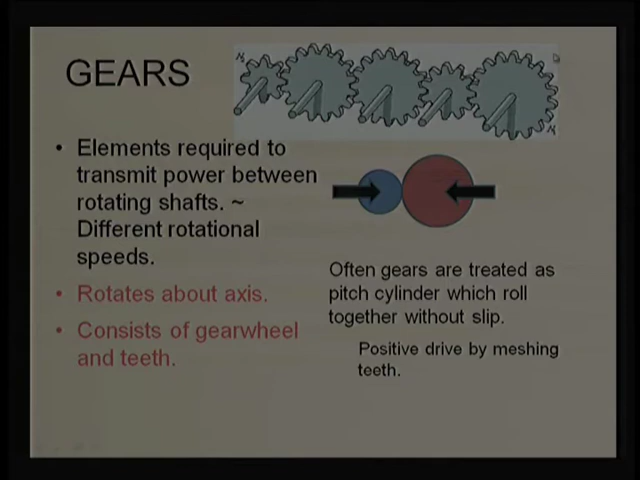 GEARS
• Elements required to
transmit power between
rotating shafts. ~
Different rotational
speeds.
• Rotates about axis.
• Consists of gearwheel
and teeth.
Often gears are treated as
pitch cylinder which roll
together without slip.
Positive drive by meshing
teeth.